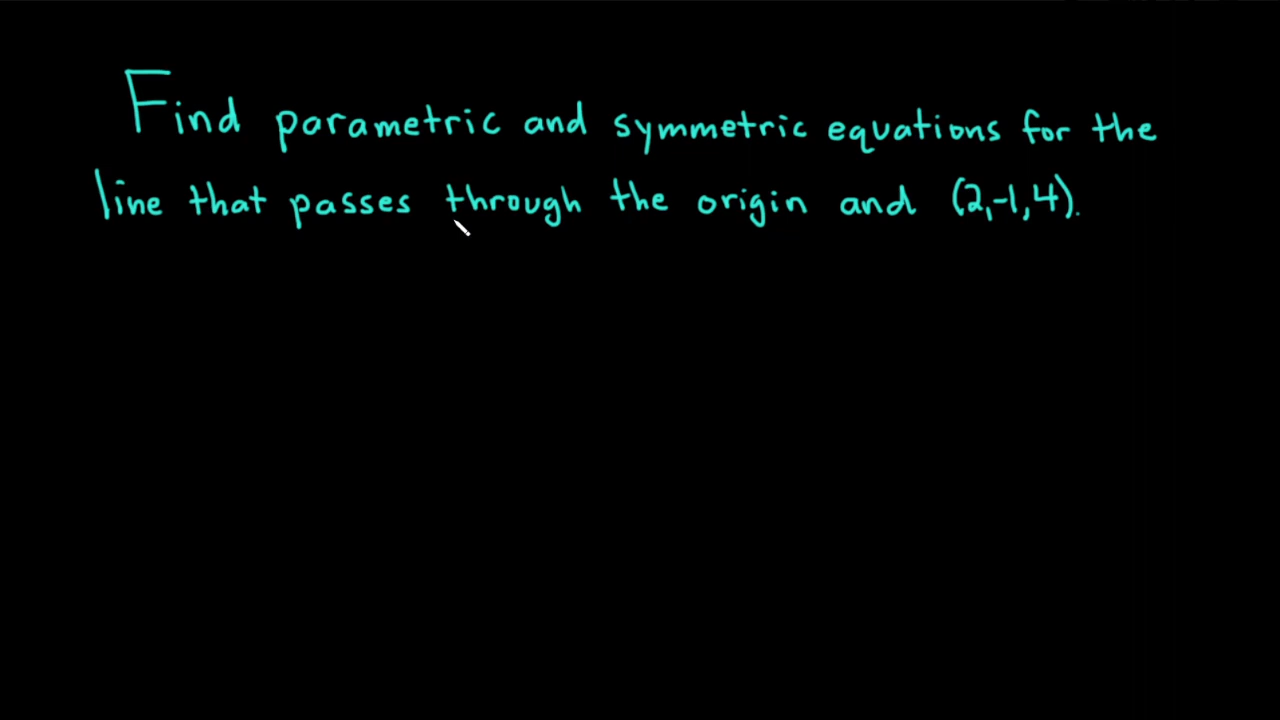 Find parametric and symmetric equations for the
line that passes through the origin and (2,-1,4).